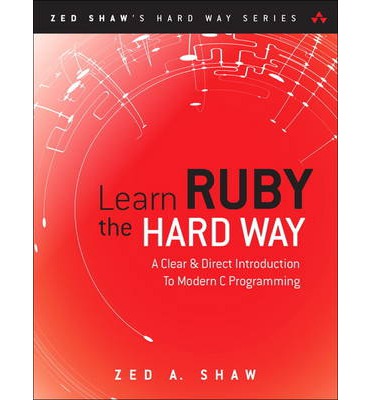 ZED SHAW'S HARD WAY SERIES
Learn RUBY
the HARD WAY
A Clear & Direct Introduction
To Modern C Programming
ZED A. SHAW